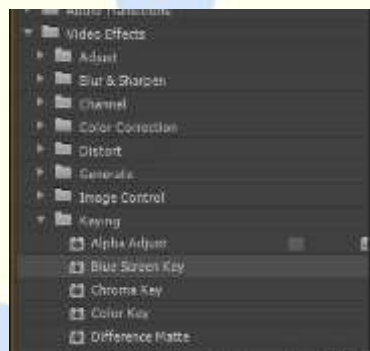 Audio Transitions
Video Effects
Adjust
Blur & Sharpen
Channel
Color Correction
Distort
Generate
Image Control
Keying
Alpha Adjust
Blue Screen Key
Chroma Key
Color Key
Difference Matte